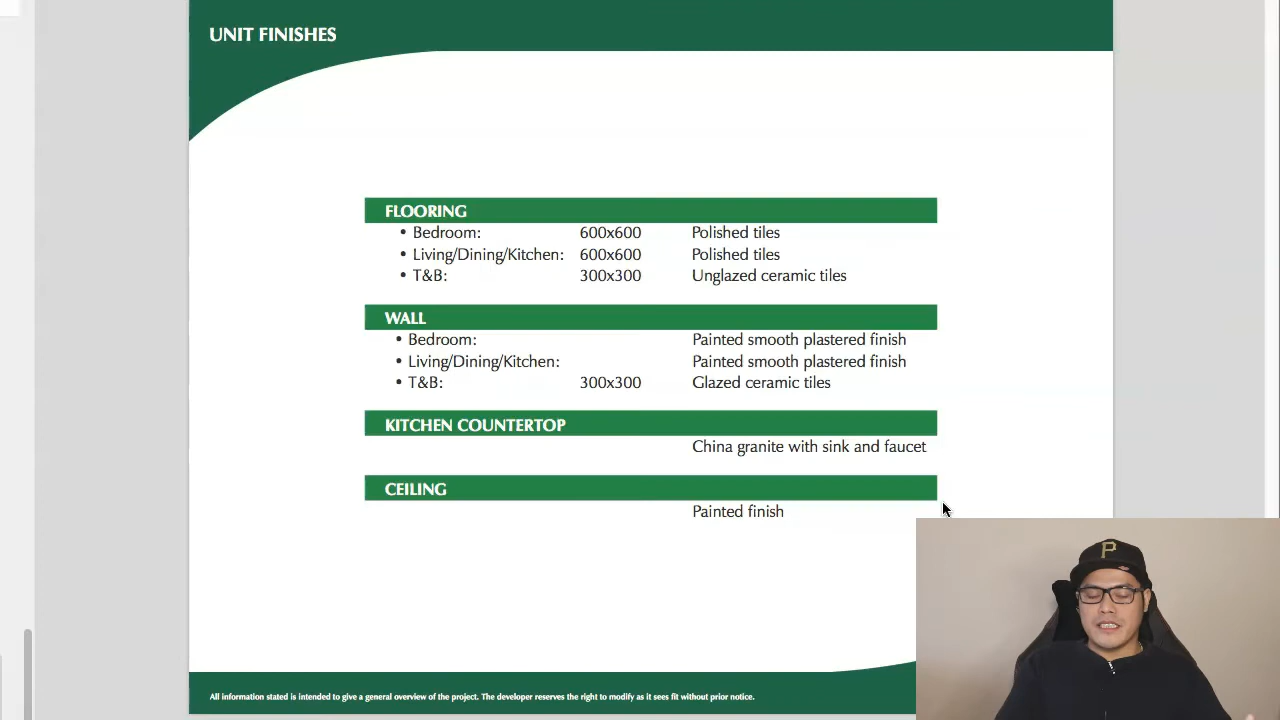 UNIT FINISHES
FLOORING
• Bedroom: 600x600 Polished tiles
• Living/Dining/Kitchen: 600x600 Polished tiles
• T&B: 300x300 Unglazed ceramic tiles
WALL
• Bedroom: Painted smooth plastered finish
• Living/Dining/Kitchen: Painted smooth plastered finish
• T&B: 300x300 Glazed ceramic tiles
KITCHEN COUNTERTOP
China granite with sink and faucet
CEILING
Painted finish
P
All information stated is intended to give a general overview of the project. The developer reserves the right to modify as it sees fit without prior notice.